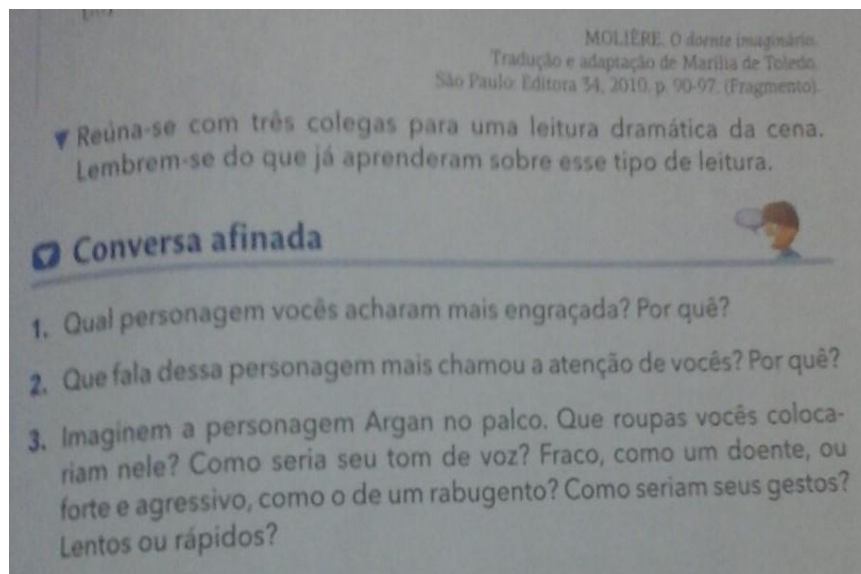 MOLIÈRE. O doente imaginário.
Tradução e adaptação de Marília de Toledo.
São Paulo: Editora 34, 2010. p. 90-97. (Fragmento).
Reúna-se com três colegas para uma leitura dramática da cena.
Lembrem-se do que já aprenderam sobre esse tipo de leitura.
Conversa afinada
1. Qual personagem vocês acharam mais engraçada? Por quê?
2. Que fala dessa personagem mais chamou a atenção de vocês? Por quê?
3. Imaginem a personagem Argan no palco. Que roupas vocês coloca-
riam nele? Como seria seu tom de voz? Fraco, como um doente, ou
forte e agressivo, como o de um rabugento? Como seriam seus gestos?
Lentos ou rápidos?